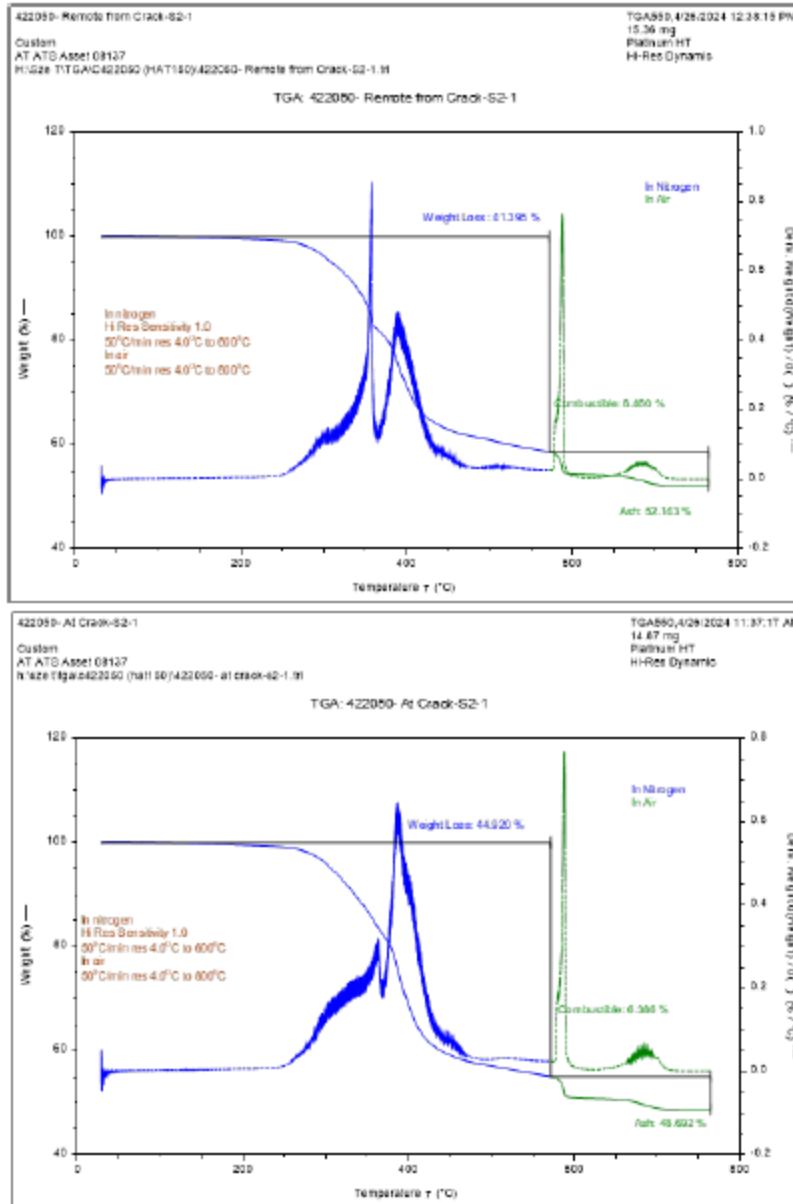 422050- Remote from Crack-S2-1
TGA550,4/26/2024 12:38:15 PM
15.36 mg
Custom
Platinum HT
AT ATS Asset 08137
Hi-Res Dynamic
TGA: 422050- Remote from Crack-S2-1
120
1.0
In Nitrogen
In Air
Weight Loss: 41.395 %
0.8
100
0.6
In nitrogen
Hi Res Sensitivity 1.0
50°C/min res 4.0°C to 600°C
In air
50°C/min res 4.0°C to 800°C
Weight (%)
80
0.4
Combustible: 6.450 %
0.2
60
0.0
Ash: 52.163 %
40
-0.2
0
200
400
600
800
Temperature T (°C)
422050- At Crack-S2-1
TGA550,4/26/2024 11:37:17 AM
14.67 mg
Custom
Platinum HT
AT ATS Asset 08137
Hi-Res Dynamic
TGA: 422050- At Crack-S2-1
120
0.8
In Nitrogen
In Air
0.6
Weight Loss: 44.920 %
100
0.4
In nitrogen
Hi Res Sensitivity 1.0
50°C/min res 4.0°C to 600°C
In air
50°C/min res 4.0°C to 800°C
Weight (%)
80
0.2
Combustible: 6.386 %
60
0.0
Ash: 48.692 %
40
-0.2
0
200
400
600
800
Temperature T (°C)